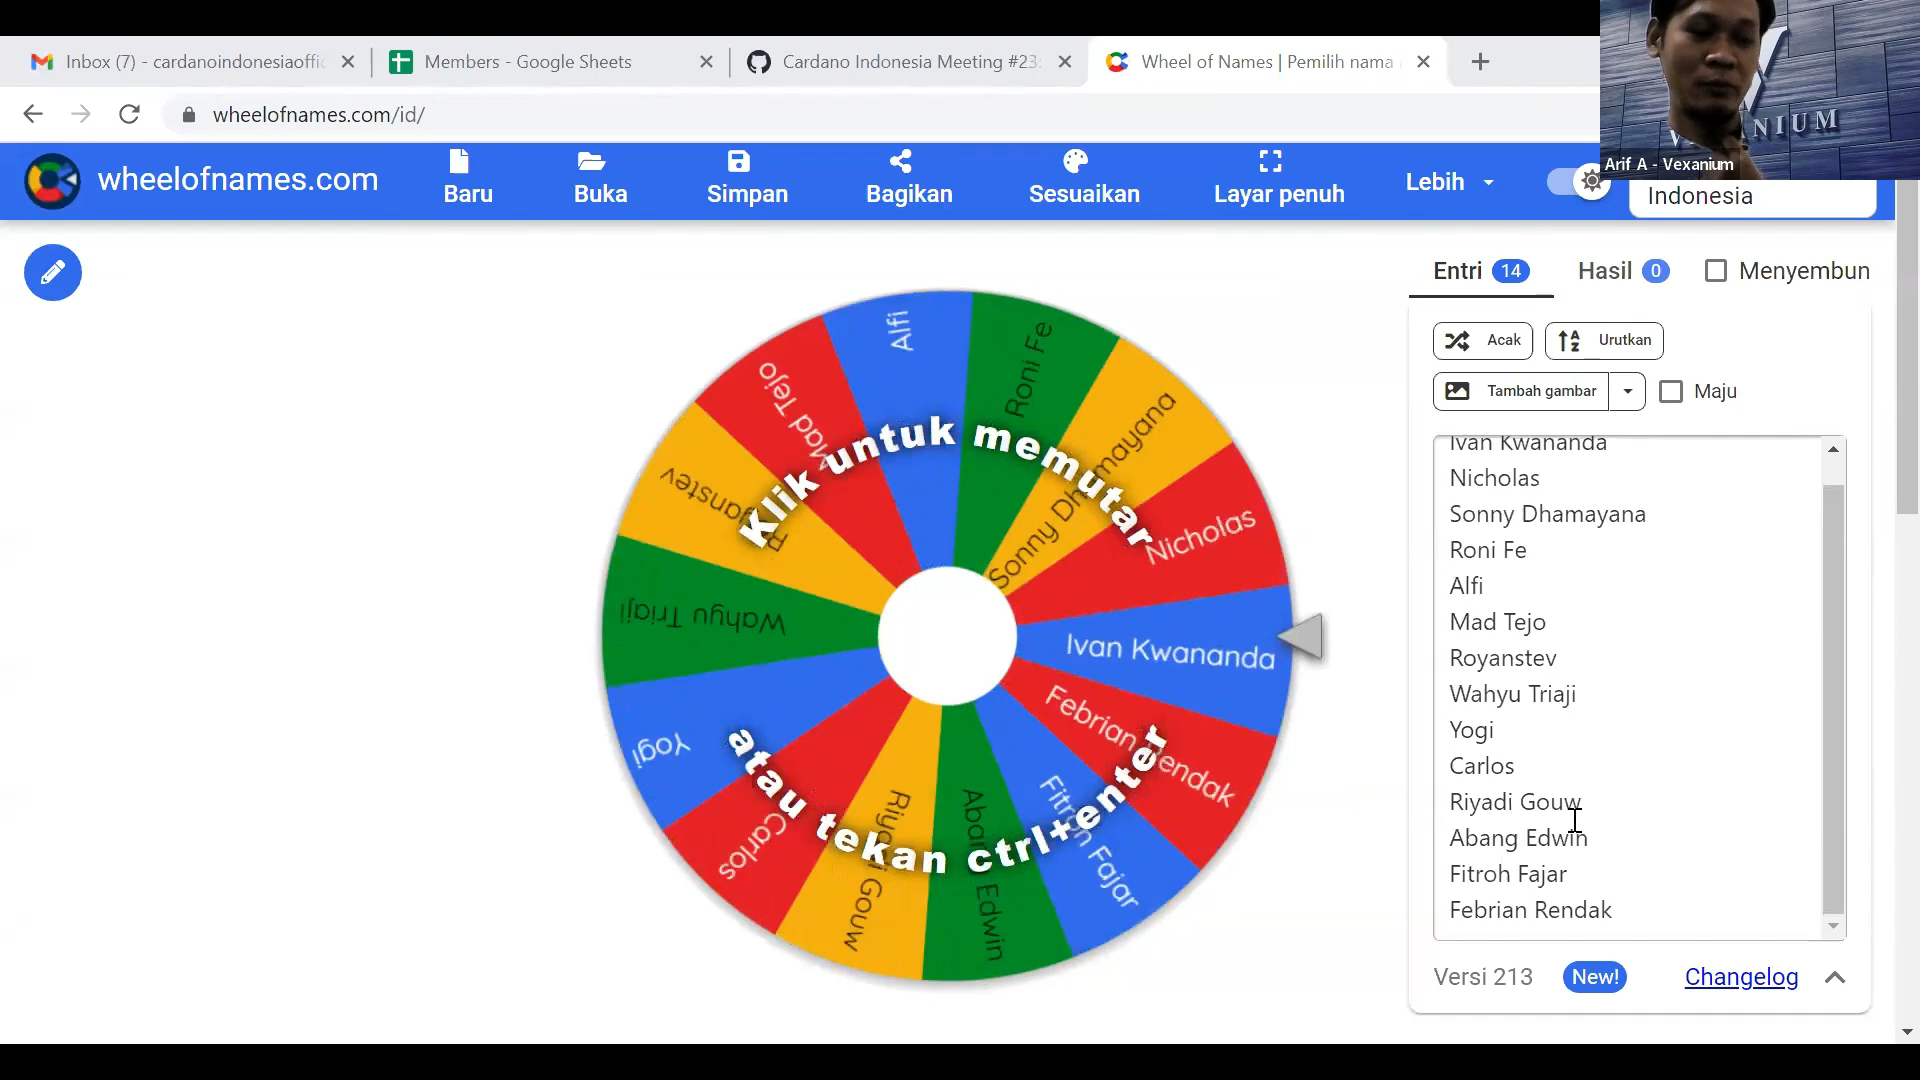 Inbox (7) - cardanoindonesiaoffic
Members - Google Sheets
Cardano Indonesia Meeting #23:
Wheel of Names | Pemilih nama
wheelofnames.com/id/
VEXANIUM
Arif A - Vexanium
wheelofnames.com
Baru
Buka
Simpan
Bagikan
Sesuaikan
Layar penuh
Lebih
Indonesia
Entri 14
Hasil 0
Menyembun
Acak
Urutkan
Tambah gambar
Maju
Ivan Kwananda
Nicholas
Sonny Dhamayana
Roni Fe
Alfi
Mad Tejo
Royanstev
Wahyu Triaji
Yogi
Carlos
Riyadi Gouw
Abang Edwin
Fitroh Fajar
Febrian Rendak
Versi 213
New!
Changelog
Klik untuk memutar
atau tekan ctrl+enter
Alfi
Roni Fe
Sonny Dhamayana
Nicholas
Ivan Kwananda
Febrian Rendak
Fitroh Fajar
Abang Edwin
Riyadi Gouw
Carlos
Yogi
Wahyu Triaji
Royanstev
Mad Tejo